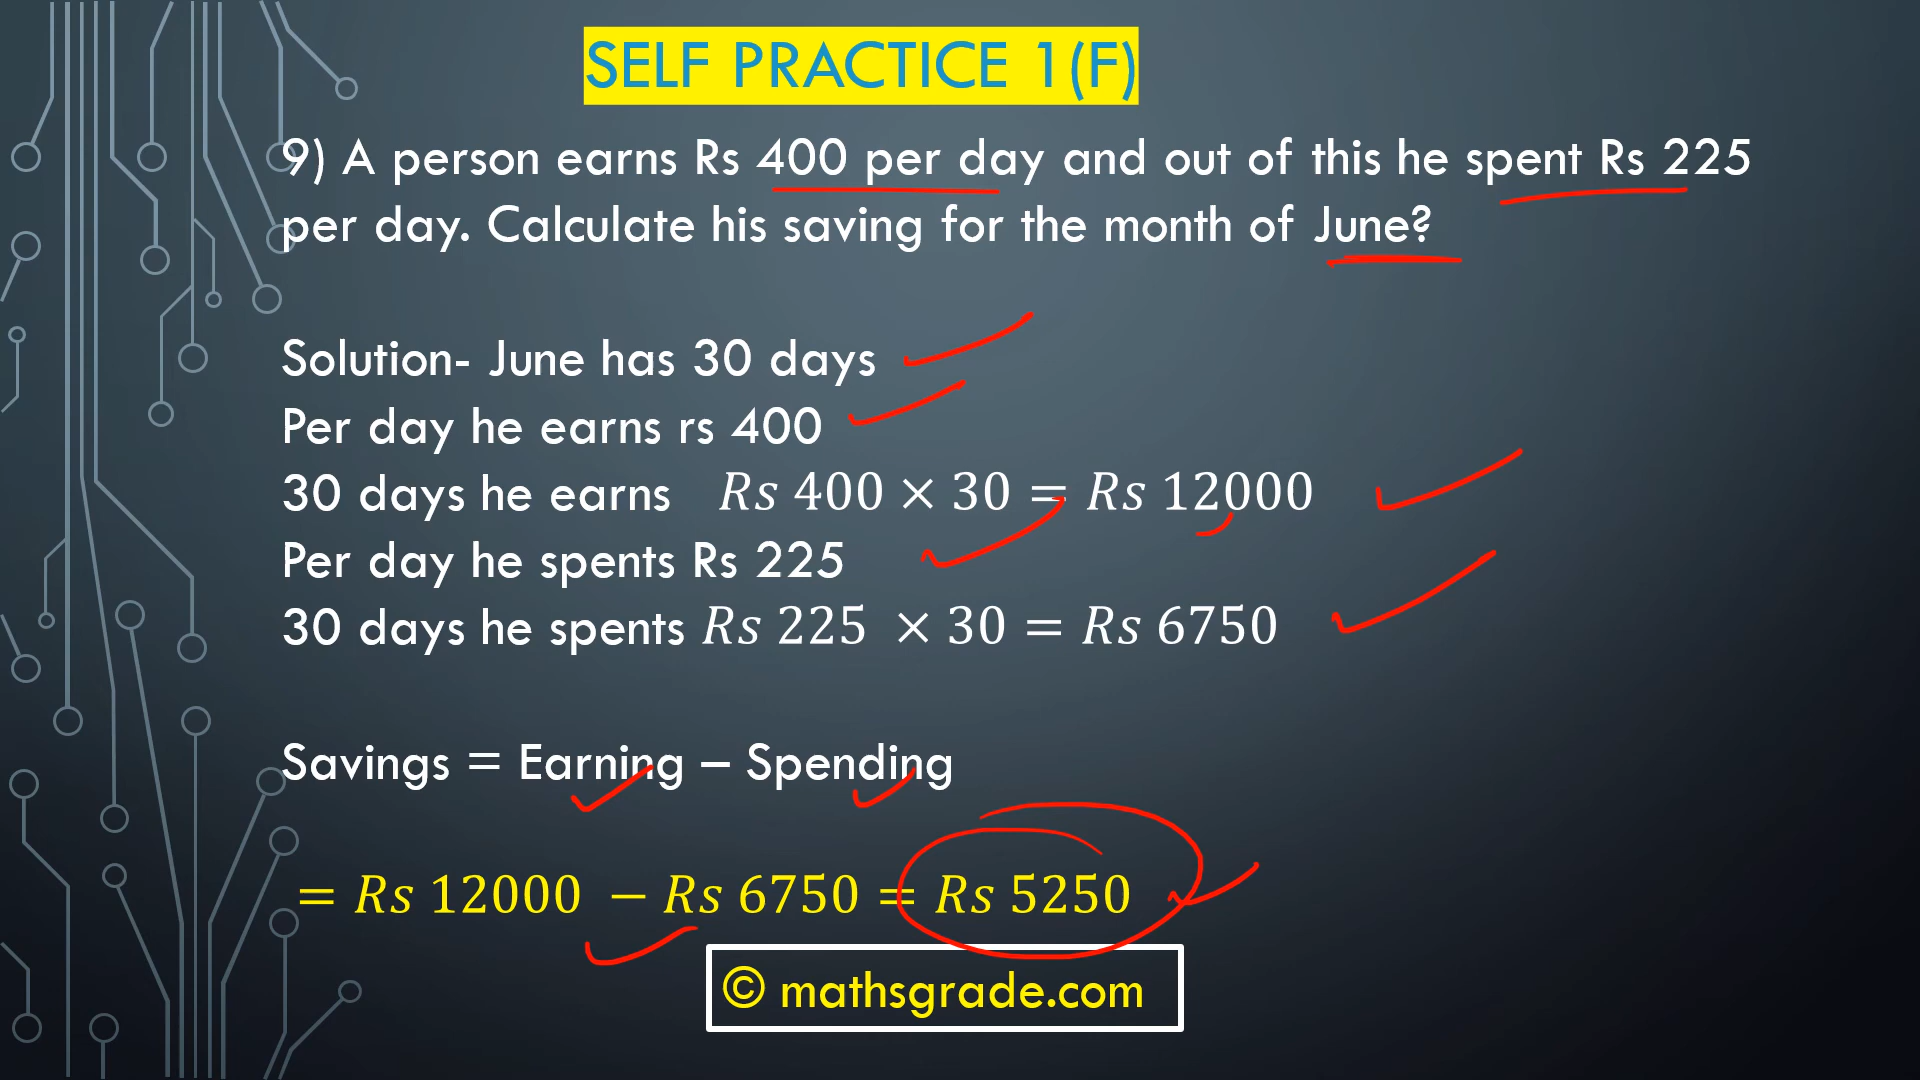 SELF PRACTICE 1(F)
9) A person earns Rs 400 per day and out of this he spent Rs 225
per day. Calculate his saving for the month of June?
Solution- June has 30 days
Per day he earns rs 400
30 days he earns Rs 400 × 30 = Rs 12000
Per day he spents Rs 225
30 days he spents Rs 225 × 30 = Rs 6750
Savings = Earning – Spending
= Rs 12000 − Rs 6750 = Rs 5250
© mathsgrade.com